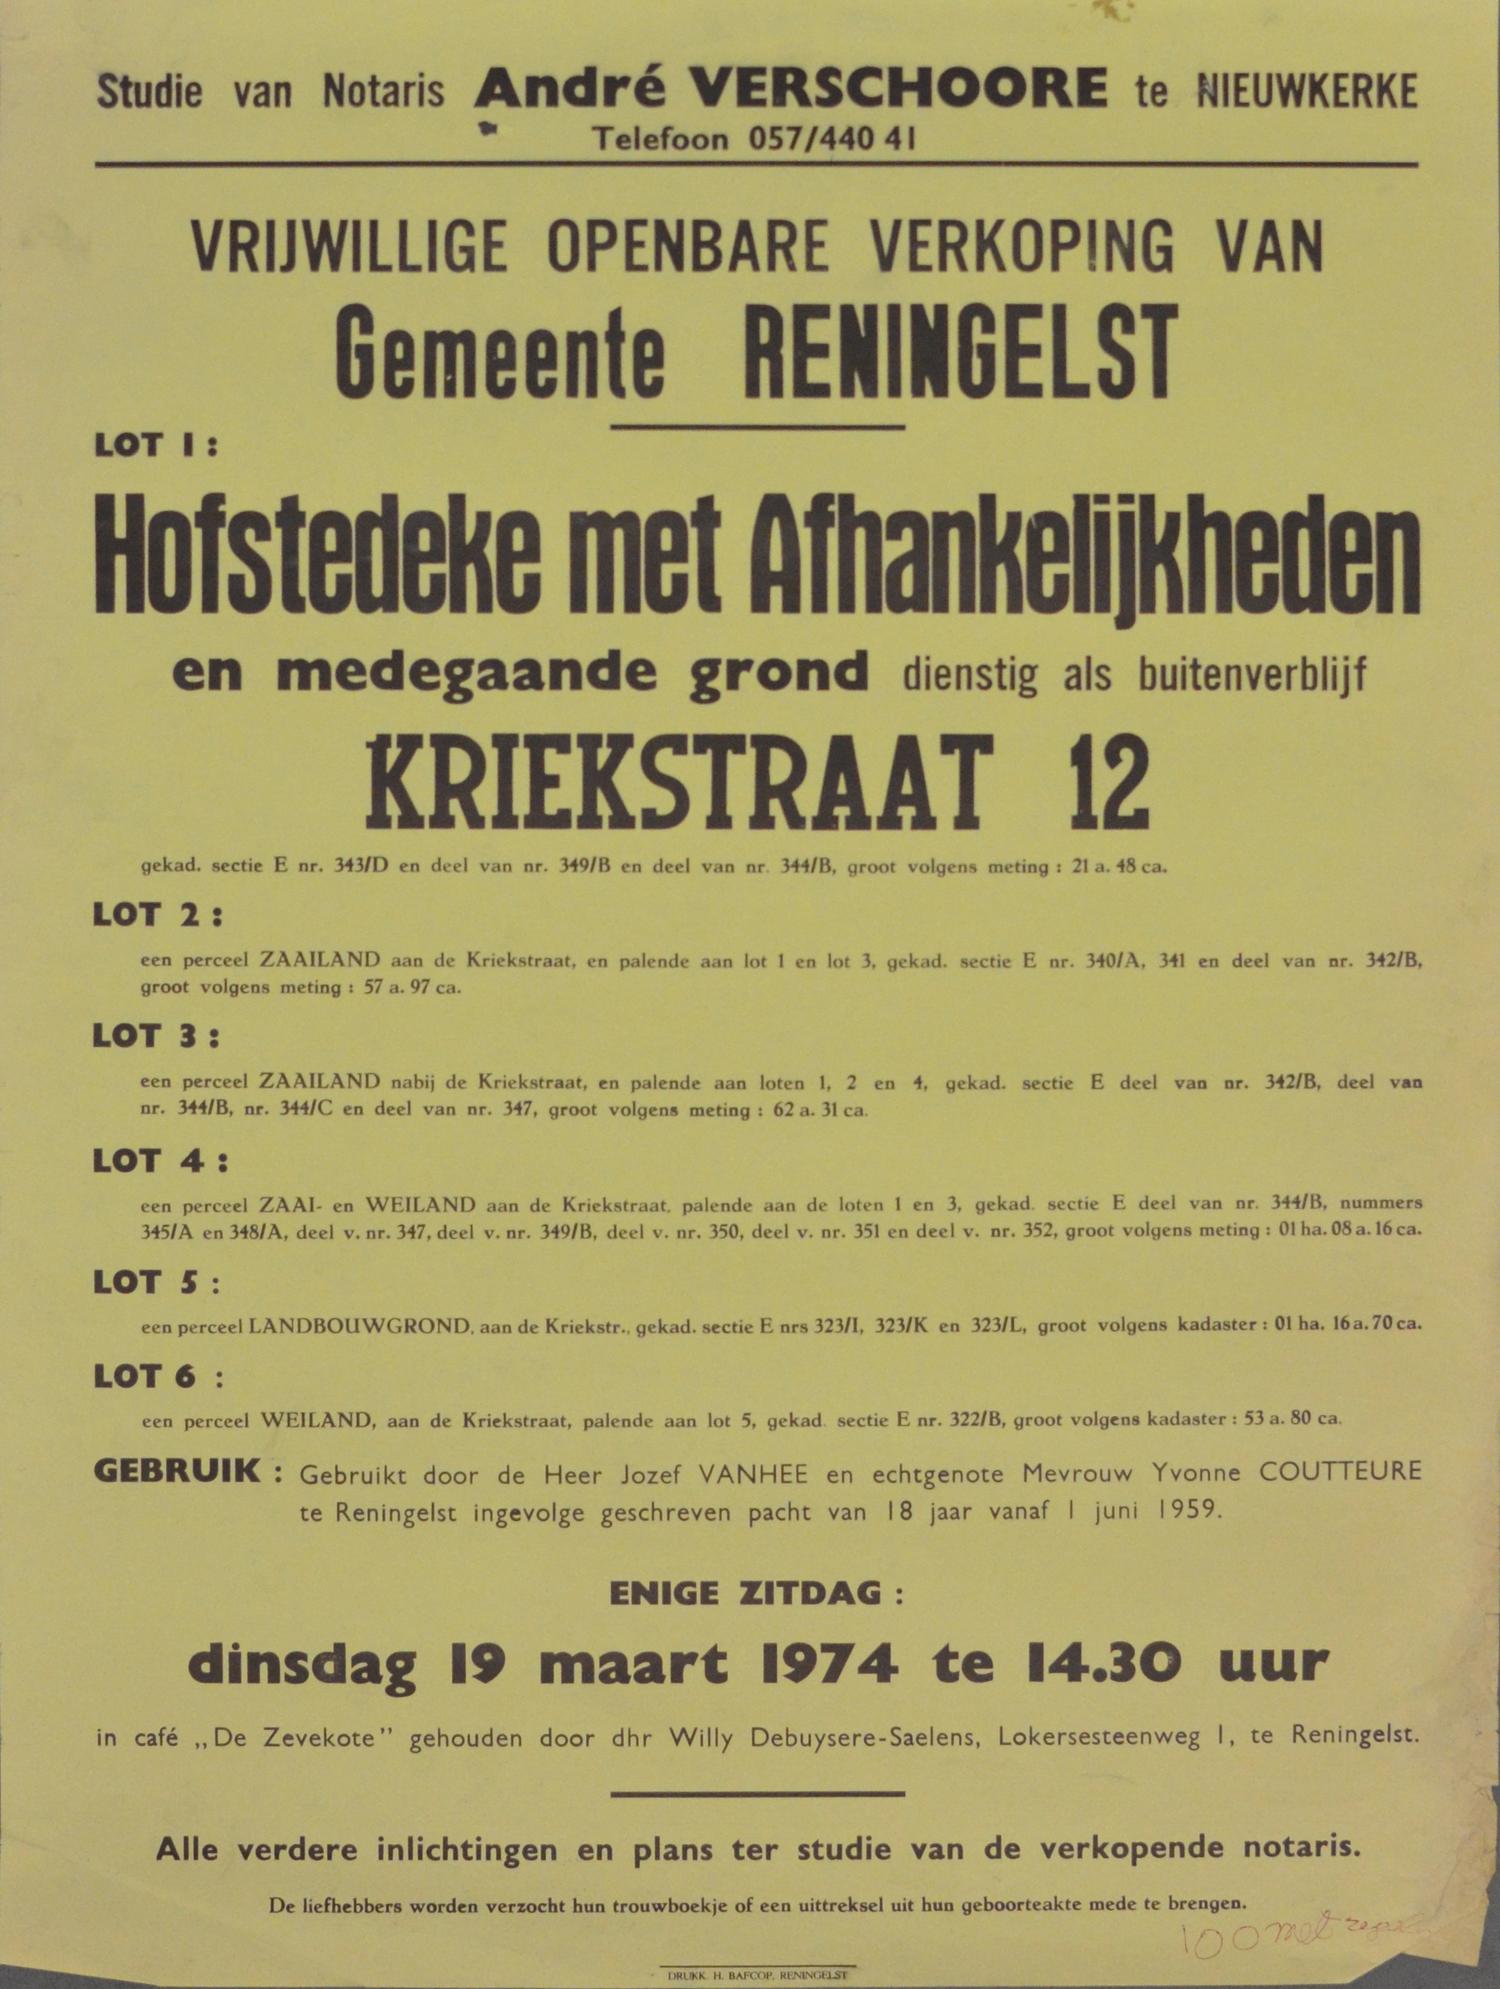 Studie van Notaris André VERSCHOORE te NIEUWKERKE
Telefoon 057/440 41
VRIJWILLIGE OPENBARE VERKOPING VAN
Gemeente RENINGELST
LOT 1 :
Hofstedeke met Afhankelijkheden
en medegaande grond dienstig als buitenverblijf
KRIEKSTRAAT 12
gekad. sectie E nr. 343/D en deel van nr. 349/B en deel van nr. 344/B, groot volgens meting : 21 a. 48 ca.
LOT 2 :
een perceel ZAAILAND aan de Kriekstraat, en palende aan lot 1 en lot 3, gekad. sectie E nr. 340/A, 341 en deel van nr. 342/B,
groot volgens meting : 57 a. 97 ca.
LOT 3 :
een perceel ZAAILAND nabij de Kriekstraat, en palende aan loten 1, 2 en 4, gekad. sectie E deel van nr. 342/B, deel van
nr. 344/B, nr. 344/C en deel van nr. 347, groot volgens meting : 62 a. 31 ca.
LOT 4 :
een perceel ZAAI- en WEILAND aan de Kriekstraat, palende aan de loten 1 en 3, gekad. sectie E deel van nr. 344/B, nummers
345/A en 348/A, deel v. nr. 347, deel v. nr. 349/B, deel v. nr. 350, deel v. nr. 351 en deel v. nr. 352, groot volgens meting : 01 ha. 08 a. 16 ca.
LOT 5 :
een perceel LANDBOUWGROND, aan de Kriekstr., gekad. sectie E nrs 323/I, 323/K en 323/L, groot volgens kadaster : 01 ha. 16 a. 70 ca.
LOT 6 :
een perceel WEILAND, aan de Kriekstraat, palende aan lot 5, gekad. sectie E nr. 322/B, groot volgens kadaster : 53 a. 80 ca.
GEBRUIK : Gebruikt door de Heer Jozef VANHEE en echtgenote Mevrouw Yvonne COUTTEURE
te Reningelst ingevolge geschreven pacht van 18 jaar vanaf 1 juni 1959.
ENIGE ZITDAG :
dinsdag 19 maart 1974 te 14.30 uur
in café „De Zevekote” gehouden door dhr Willy Debuysere-Saelens, Lokersesteenweg 1, te Reningelst.
Alle verdere inlichtingen en plans ter studie van de verkopende notaris.
De liefhebbers worden verzocht hun trouwboekje of een uittreksel uit hun geboorteakte mede te brengen.
100 met
DRUKK. H. BAFCOP, RENINGELST